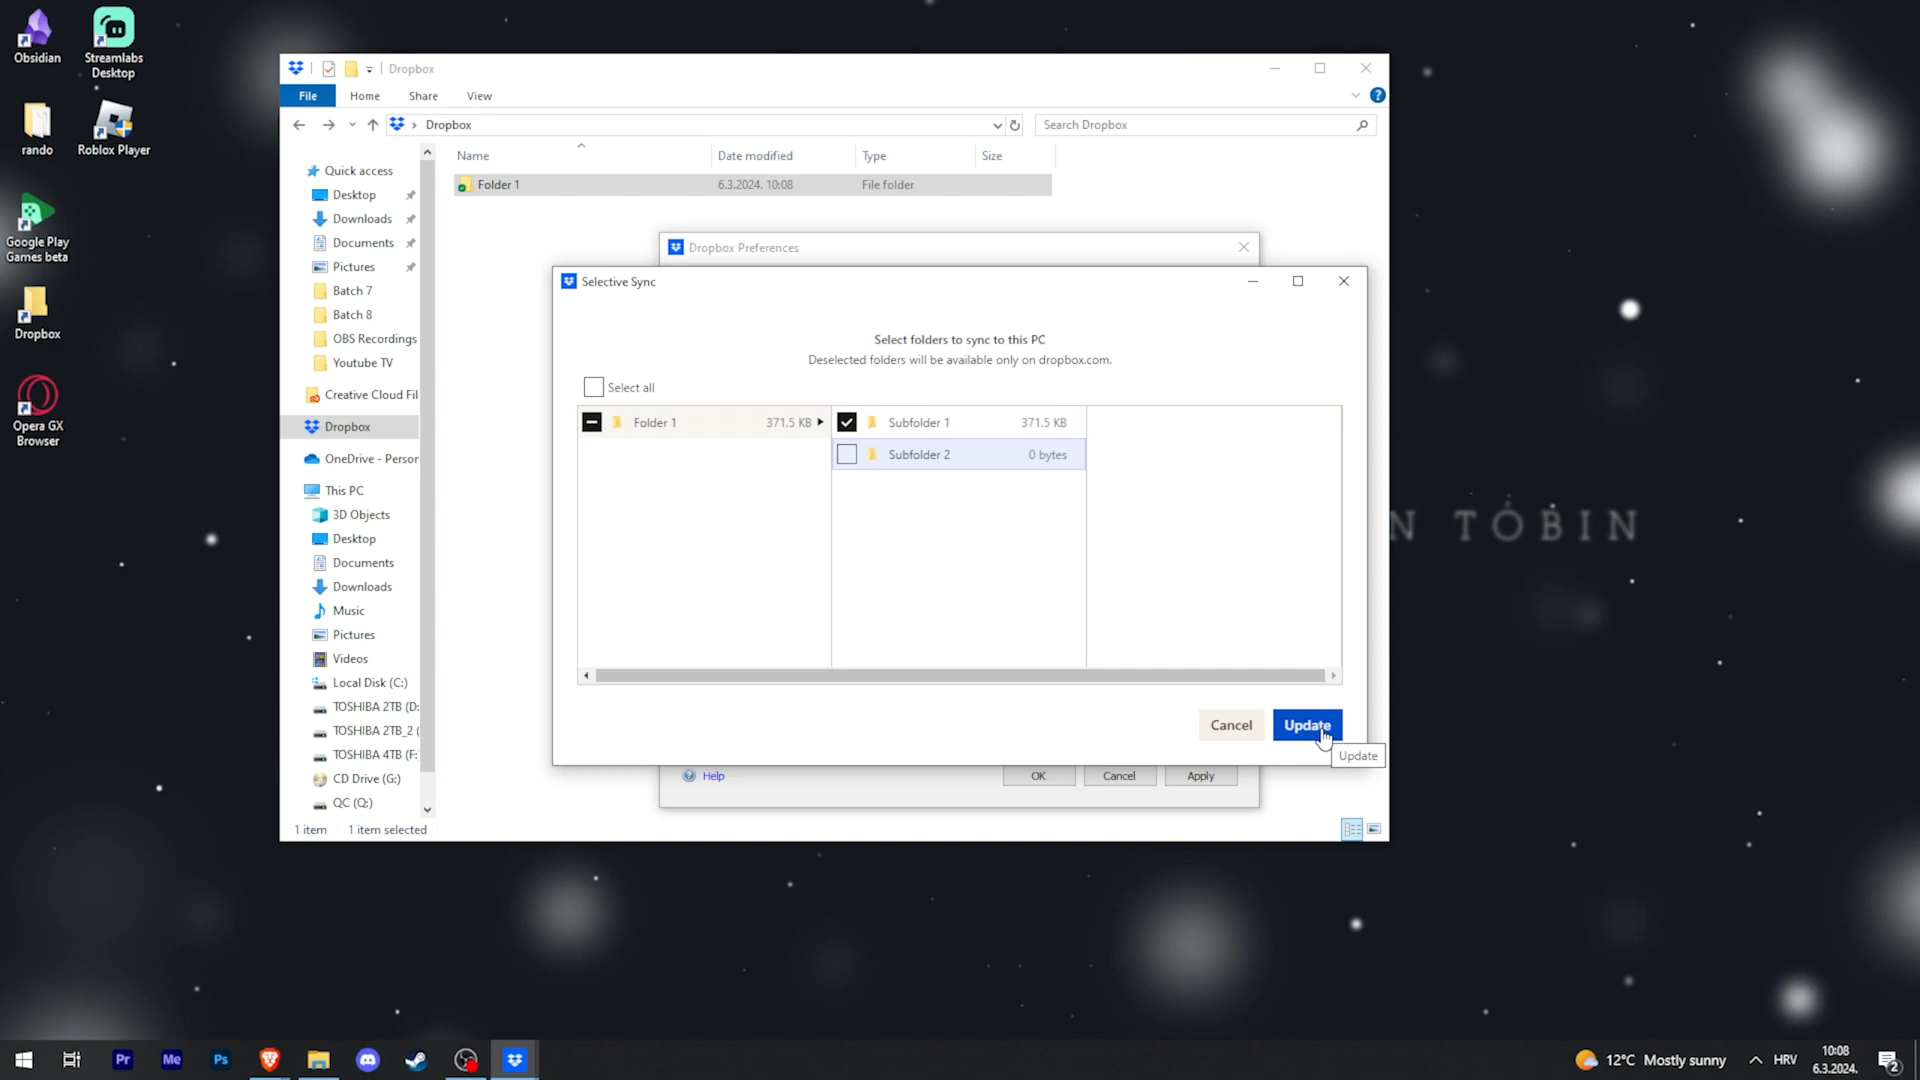 Obsidian
Streamlabs
Desktop
rando
Roblox Player
Google Play
Games beta
Dropbox
Opera GX
Browser
Dropbox
File
Home
Share
View
Dropbox
Search Dropbox
Name
Date modified
Type
Size
Folder 1
6.3.2024. 10:08
File folder
Quick access
Desktop
Downloads
Documents
Pictures
Batch 7
Batch 8
OBS Recordings
Youtube TV
Creative Cloud Fil
Dropbox
OneDrive - Person
This PC
3D Objects
Desktop
Documents
Downloads
Music
Pictures
Videos
Local Disk (C:)
TOSHIBA 2TB (D:
TOSHIBA 2TB_2 (
TOSHIBA 4TB (F:
CD Drive (G:)
QC (Q:)
1 item
1 item selected
Dropbox Preferences
Selective Sync
Select folders to sync to this PC
Deselected folders will be available only on dropbox.com.
Select all
Folder 1
371.5 KB
Subfolder 1
371.5 KB
Subfolder 2
0 bytes
Cancel
Update
Update
Help
OK
Cancel
Apply
N TOBIN
Pr
Me
Ps
12°C Mostly sunny
HRV
10:08
6.3.2024.
2